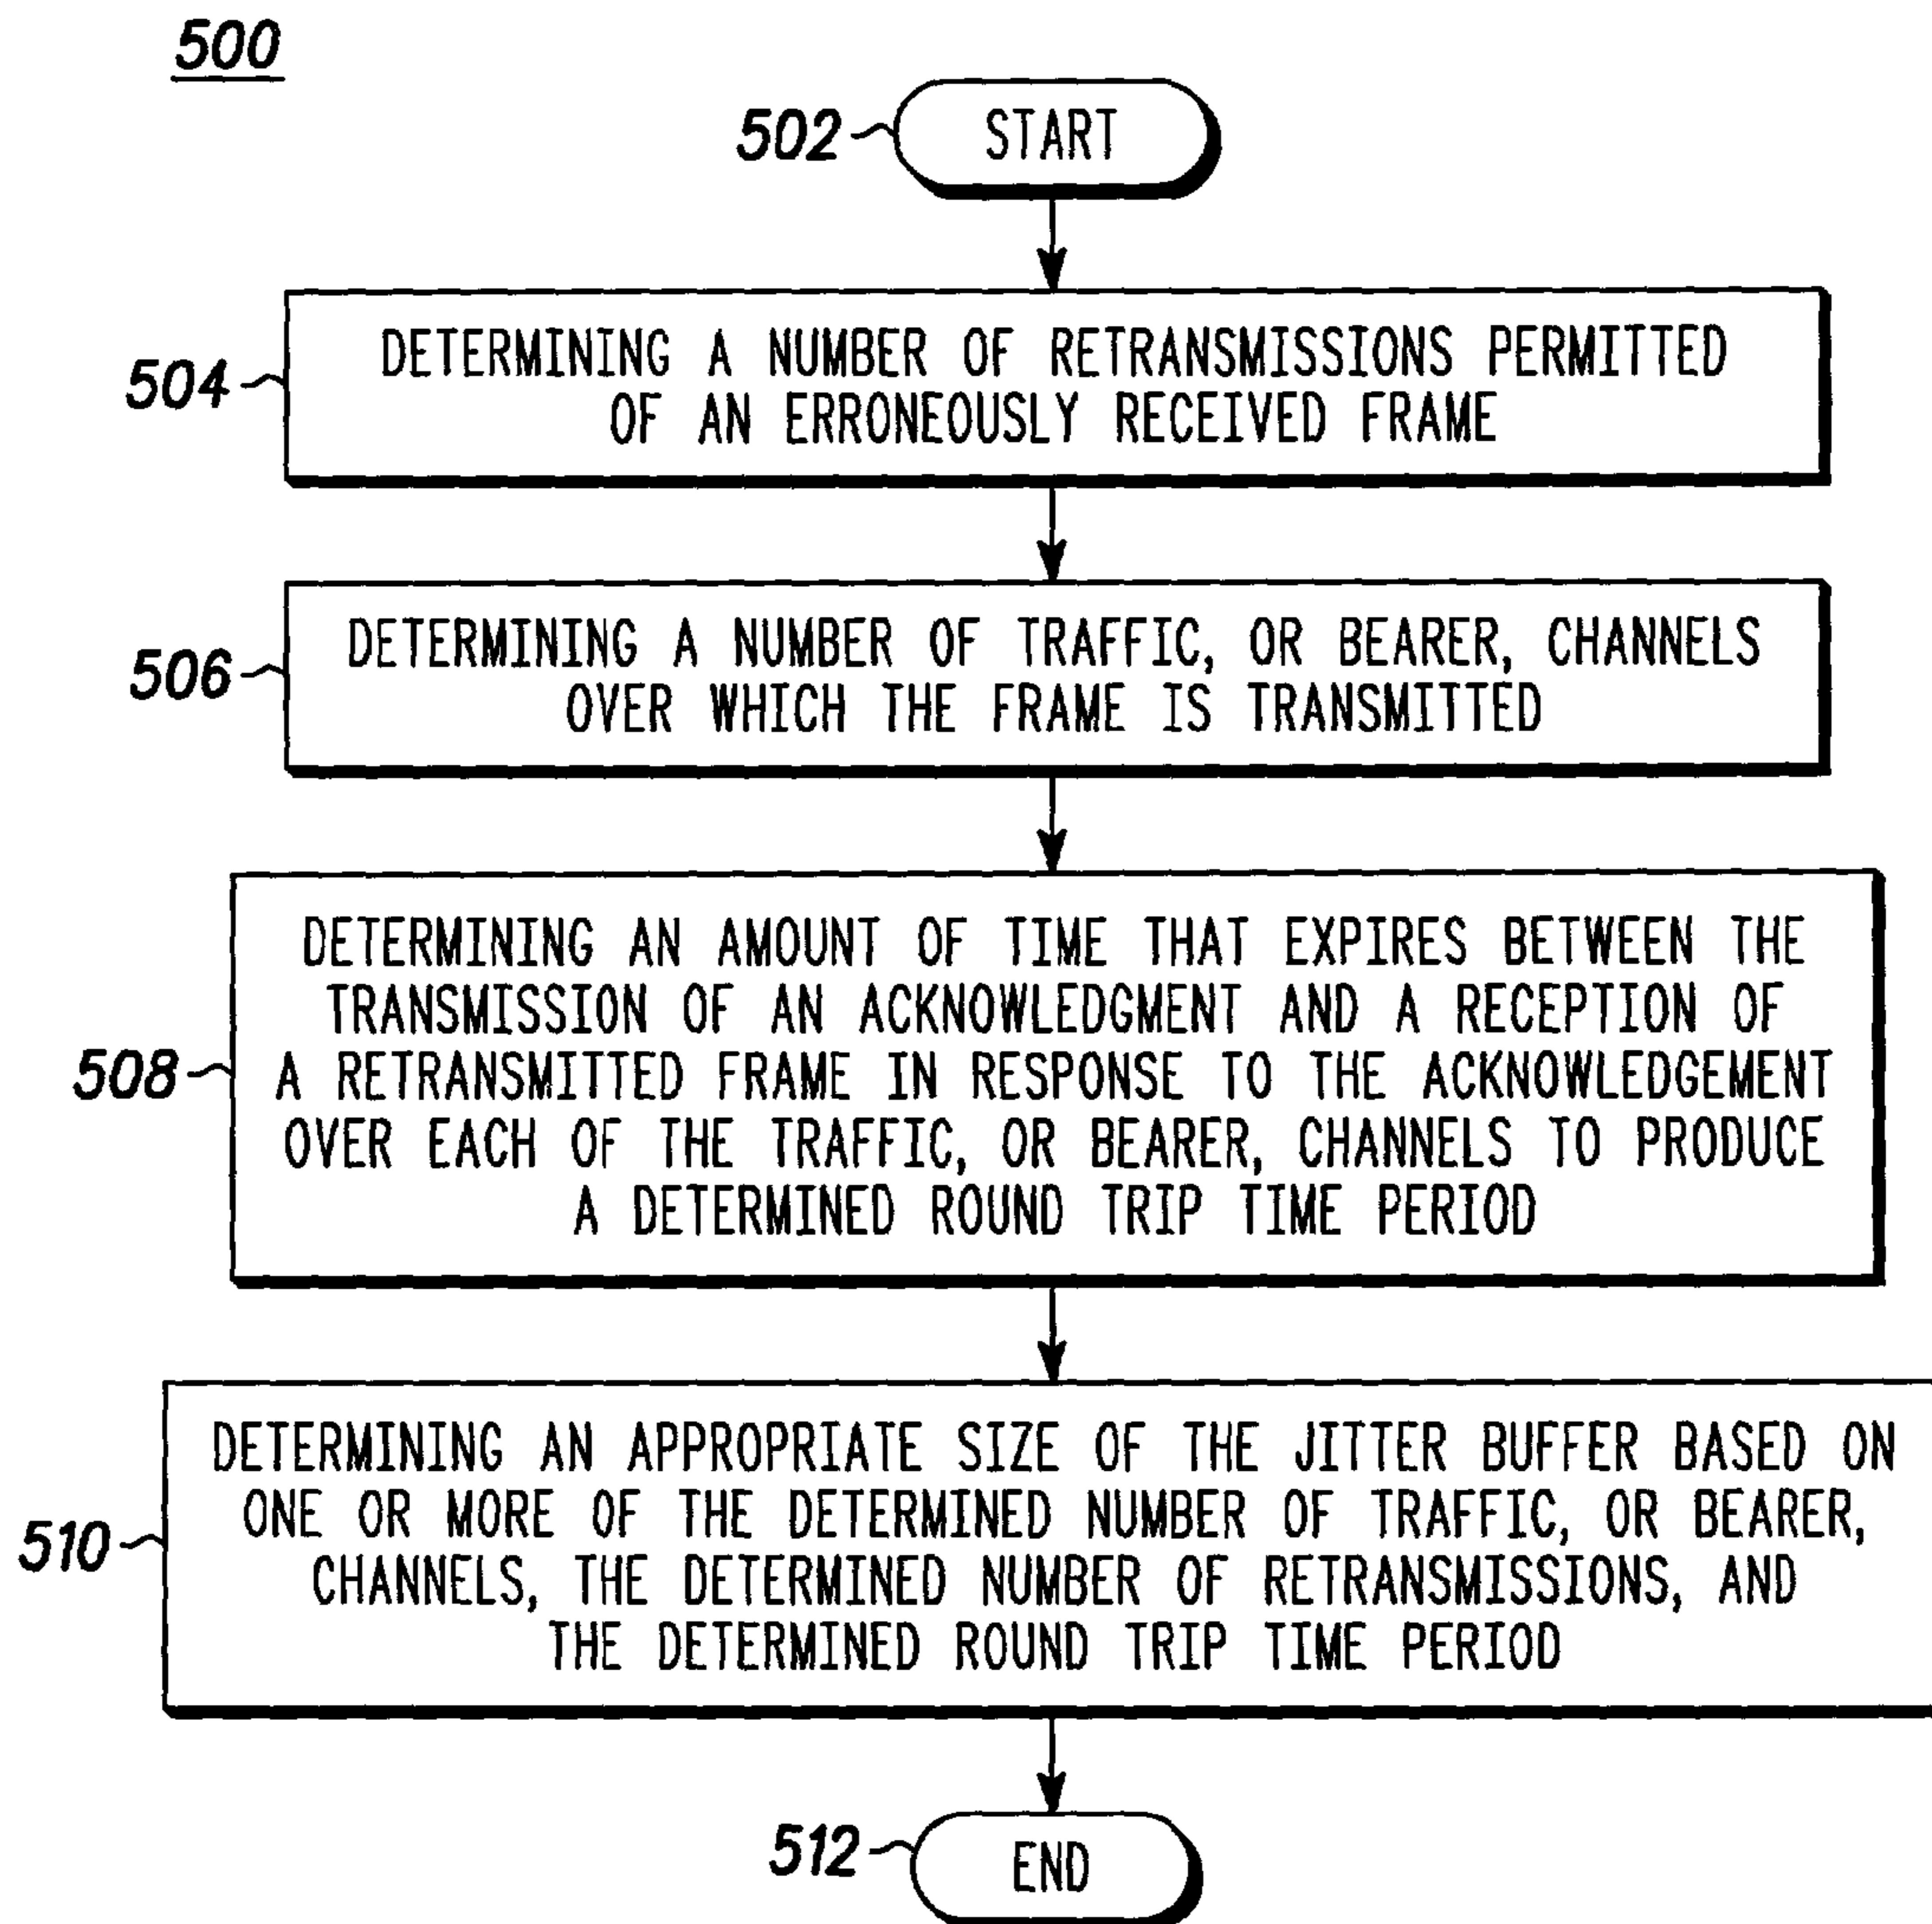 500
502
START
504
DETERMINING A NUMBER OF RETRANSMISSIONS PERMITTED
OF AN ERRONEOUSLY RECEIVED FRAME
506
DETERMINING A NUMBER OF TRAFFIC, OR BEARER, CHANNELS
OVER WHICH THE FRAME IS TRANSMITTED
508
DETERMINING AN AMOUNT OF TIME THAT EXPIRES BETWEEN THE
TRANSMISSION OF AN ACKNOWLEDGMENT AND A RECEPTION OF
A RETRANSMITTED FRAME IN RESPONSE TO THE ACKNOWLEDGEMENT
OVER EACH OF THE TRAFFIC, OR BEARER, CHANNELS TO PRODUCE
A DETERMINED ROUND TRIP TIME PERIOD
510
DETERMINING AN APPROPRIATE SIZE OF THE JITTER BUFFER BASED ON
ONE OR MORE OF THE DETERMINED NUMBER OF TRAFFIC, OR BEARER,
CHANNELS, THE DETERMINED NUMBER OF RETRANSMISSIONS, AND
THE DETERMINED ROUND TRIP TIME PERIOD
512
END